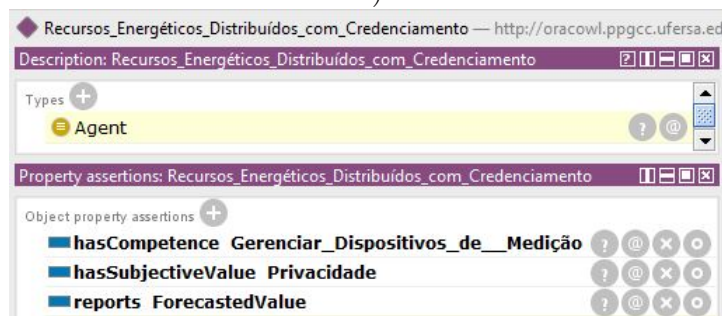 Recursos_Energéticos_Distribuídos_com_Credenciamento — http://oracowl.ppgcc.ufersa.ed
Description: Recursos_Energéticos_Distribuídos_com_Credenciamento
Types
Agent
Property assertions: Recursos_Energéticos_Distribuídos_com_Credenciamento
Object property assertions
hasCompetence Gerenciar_Dispositivos_de__Medição
hasSubjectiveValue Privacidade
reports ForecastedValue